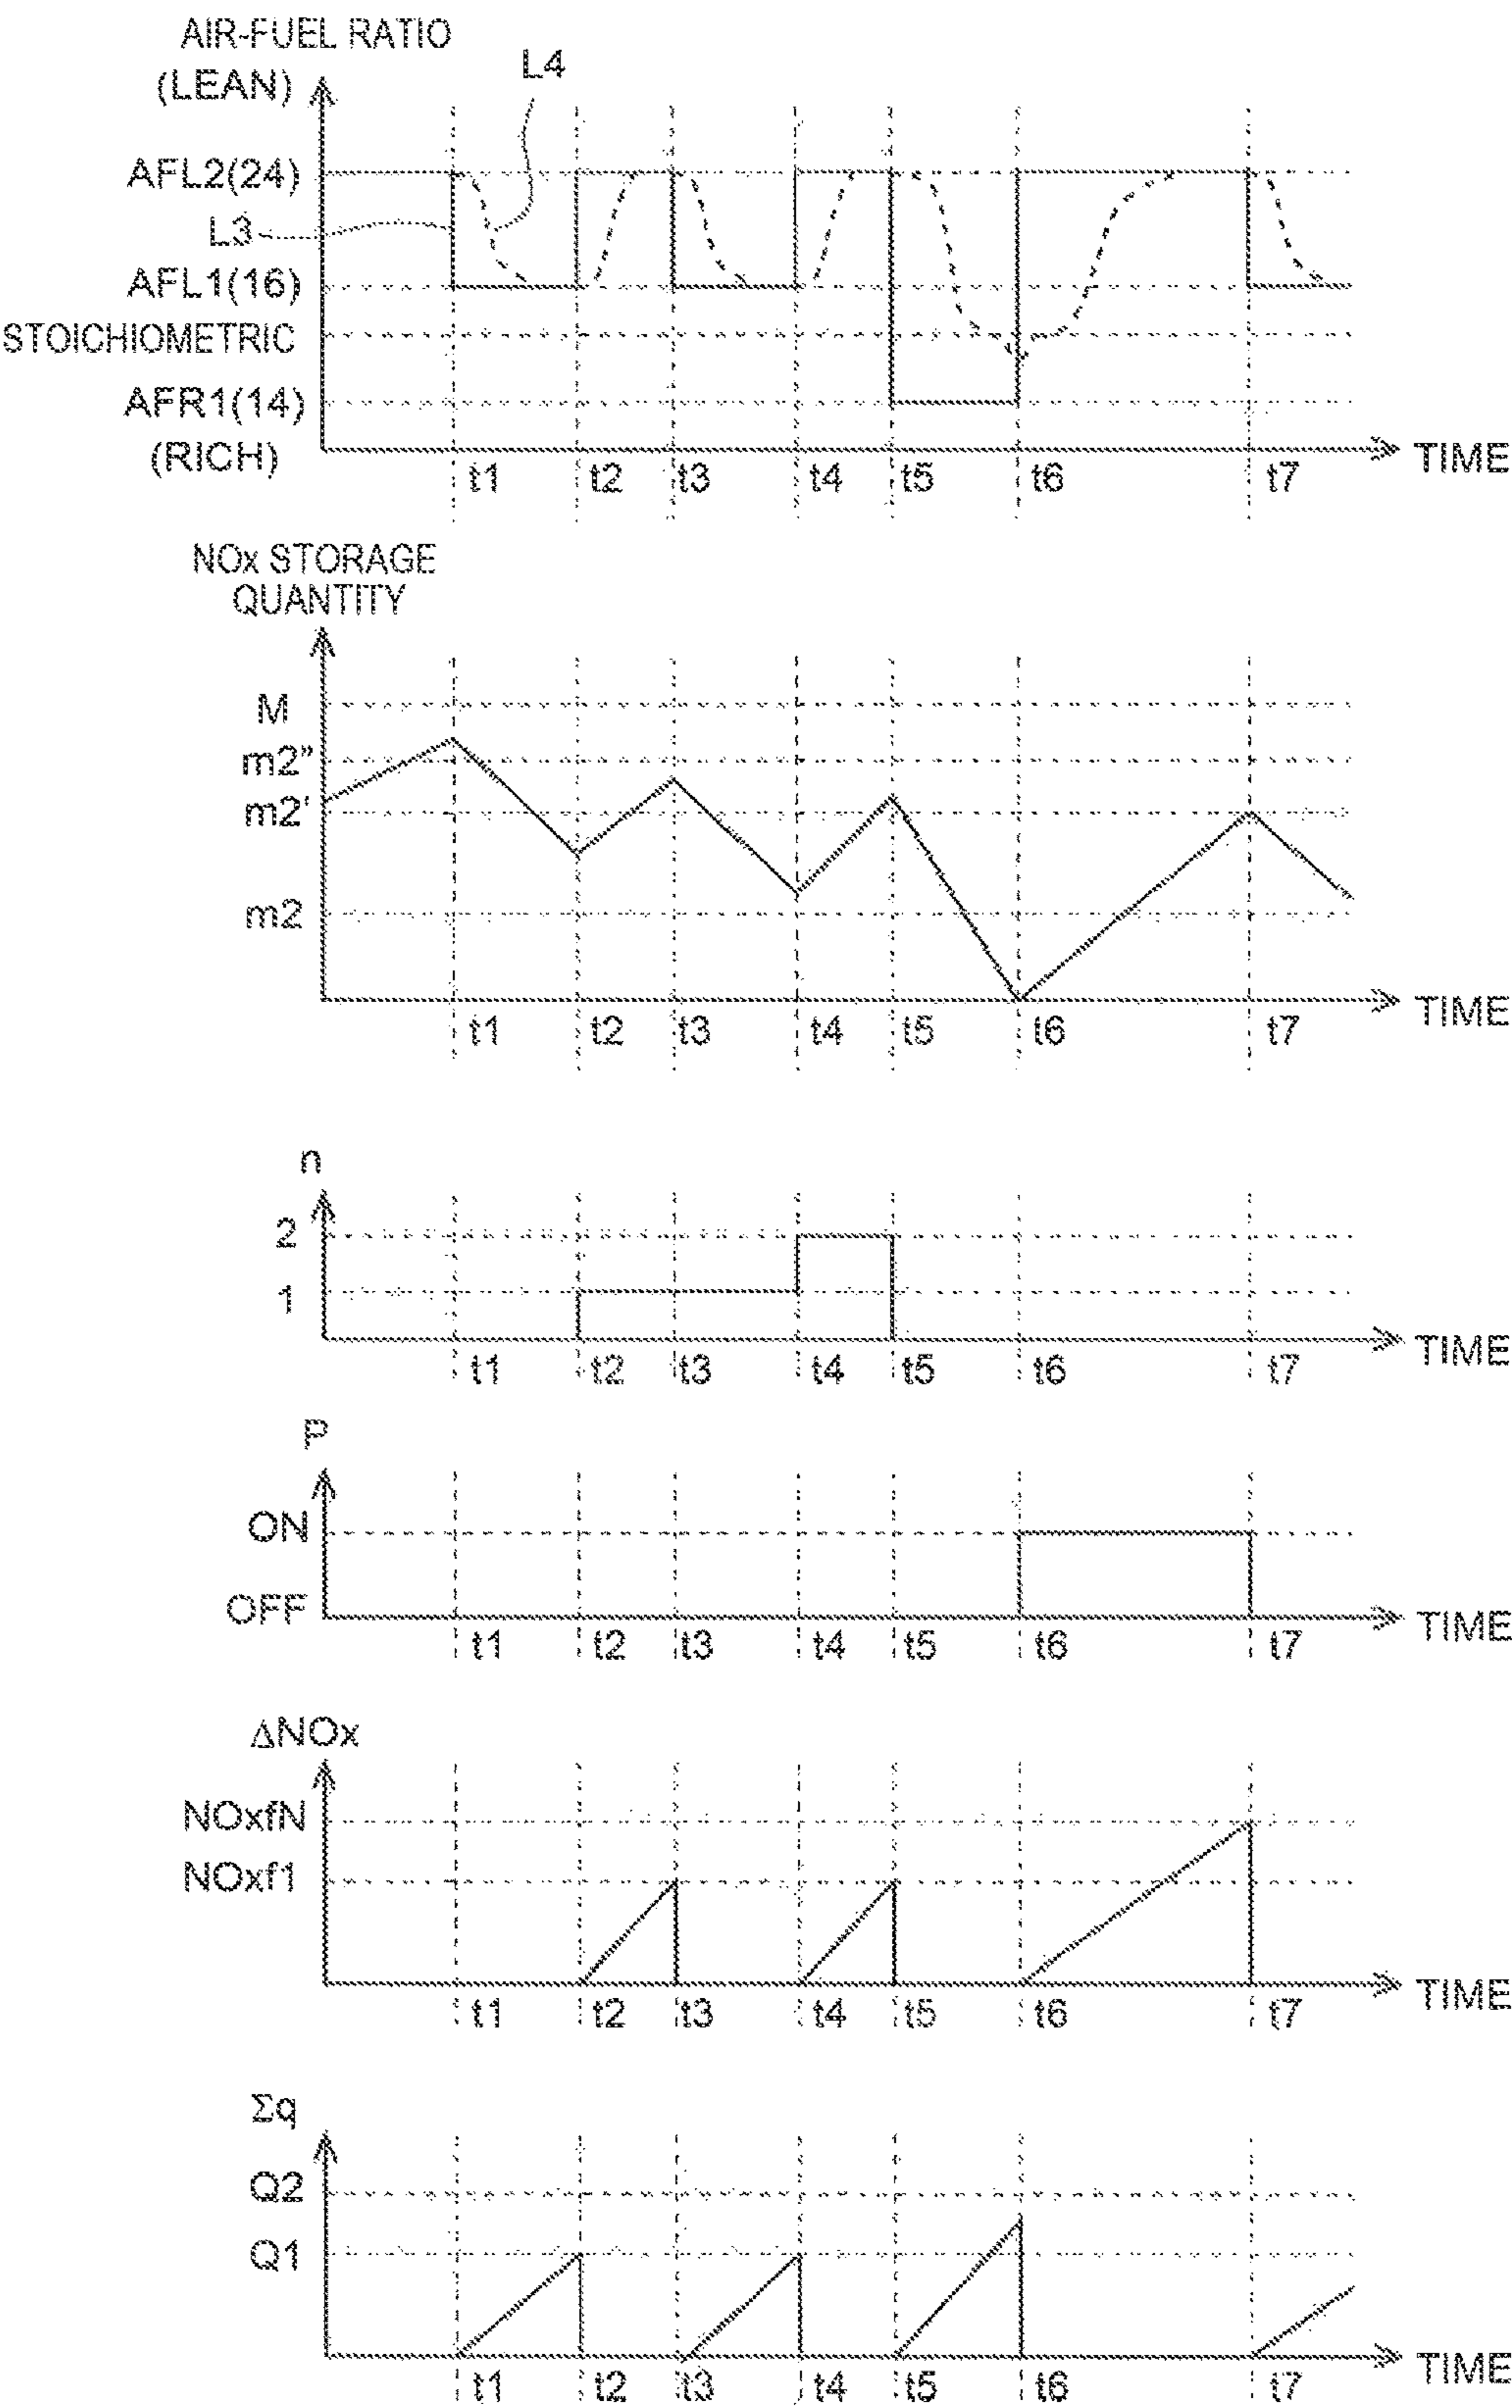 AIR-FUEL RATIO
(LEAN)
L4
AFL2(24)
L3
AFL1(16)
STOICHIOMETRIC
AFR1(14)
(RICH)
TIME
t1 t2 t3 t4 t5 t6 t7
NOx STORAGE
QUANTITY
M
m2”
m2'
m2
TIME
t1 t2 t3 t4 t5 t6 t7
n
2
1
TIME
t1 t2 t3 t4 t5 t6 t7
P
ON
OFF
TIME
t1 t2 t3 t4 t5 t6 t7
ΔNOx
NOxfN
NOxf1
TIME
t1 t2 t3 t4 t5 t6 t7
Σq
Q2
Q1
TIME
t1 t2 t3 t4 t5 t6 t7